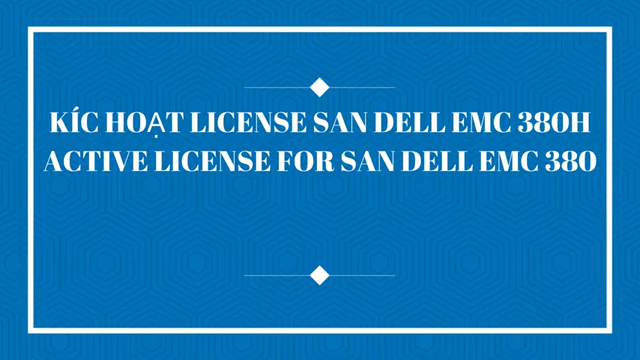 KÍC HOẠT LICENSE SAN DELL EMC 380H
ACTIVE LICENSE FOR SAN DELL EMC 380